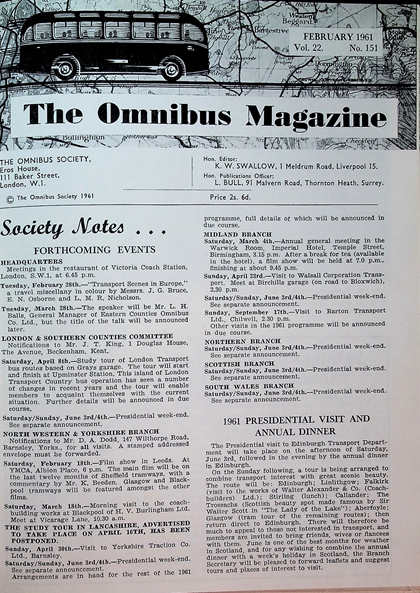 FEBRUARY 1961
Vol. 22. No. 151
The Omnibus Magazine
THE OMNIBUS SOCIETY,
Eros House,
111 Baker Street,
London, W.1.
© The Omnibus Society 1961
Hon. Editor:
K. W. SWALLOW, 1 Meldrum Road, Liverpool 15.
Hon. Publications Officer:
L. BULL, 91 Malvern Road, Thornton Heath, Surrey.
Price 2s. 6d.
Society Notes ...
FORTHCOMING EVENTS
HEADQUARTERS
Meetings in the restaurant of Victoria Coach Station,
London, S.W.1, at 6.45 p.m.
Tuesday, February 28th.—"Transport Scenes in Europe,"
a travel miscellany in colour by Messrs. J. G. Bruce,
E. N. Osborne and L. M. R. Nicholson.
Tuesday, March 28th.—The speaker will be Mr. L. H.
Balls, General Manager of Eastern Counties Omnibus
Co. Ltd., but the title of the talk will be announced
later.
LONDON & SOUTHERN COUNTIES COMMITTEE
Notifications to Mr. J. T. King, 1 Douglas House,
The Avenue, Beckenham, Kent.
Saturday, April 8th.—Study tour of London Transport
bus routes based on Grays garage. The tour will start
and finish at Upminster Station. This island of London
Transport Country bus operation has seen a number
of changes in recent years and the tour will enable
members to acquaint themselves with the current
situation. Further details will be announced in due
course.
Saturday/Sunday, June 3rd/4th.—Presidential week-end.
See separate announcement.
NORTH WESTERN & YORKSHIRE BRANCH
Notifications to Mr. D. A. Dodd, 147 Wilthorpe Road,
Barnsley, Yorks, for all visits. A stamped addressed
envelope must be forwarded.
Saturday, February 18th.—Film show in Leeds. At
YMCA, Albion Place, 6 p.m. The main film will be on
the last twelve months of Sheffield tramways, with a
commentary by Mr. K. Beeden. Glasgow and Black-
pool tramways will be featured among the other
films.
Saturday, March 18th.—Morning visit to the coach-
building works at Blackpool of H. V. Burlingham Ltd.
Meet at Vicarage Lane, 10.30 a.m.
THE STUDY TOUR IN LANCASHIRE, ADVERTISED
TO TAKE PLACE ON APRIL 16TH, HAS BEEN
POSTPONED.
Sunday, April 30th.—Visit to Yorkshire Traction Co.
Ltd., Barnsley.
Saturday/Sunday, June 3rd/4th.—Presidential week-end.
See separate announcement.
Arrangements are in hand for the rest of the 1961
programme, full details of which will be announced in
due course.
MIDLAND BRANCH
Saturday, March 4th.—Annual general meeting in the
Warwick Room, Imperial Hotel, Temple Street,
Birmingham, 3.15 p.m. After a break for tea (available
in the hotel), a film show will be held at 7.0 p.m.,
finishing at about 9.45 p.m.
Sunday, April 23rd.—Visit to Walsall Corporation Trans-
port. Meet at Birchills garage (on road to Bloxwich),
2.30 p.m.
Saturday/Sunday, June 3rd/4th.—Presidential week-end.
See separate announcement.
Sunday, September 17th.—Visit to Barton Transport
Ltd., Chilwell, 2.30 p.m.
Other visits in the 1961 programme will be announced
in due course.
NORTHERN BRANCH
Saturday/Sunday, June 3rd/4th.—Presidential week-end.
See separate announcement.
SCOTTISH BRANCH
Saturday/Sunday, June 3rd/4th.—Presidential week-end.
See separate announcement.
SOUTH WALES BRANCH
Saturday/Sunday, June 3rd/4th.—Presidential week-end.
See separate announcement.
1961 PRESIDENTIAL VISIT AND
ANNUAL DINNER
The Presidential visit to Edinburgh Transport Depart-
ment will take place on the afternoon of Saturday,
June 3rd, followed in the evening by the annual dinner
in Edinburgh.
On the Sunday following, a tour is being arranged to
combine transport interest with great scenic beauty.
The route will be Edinburgh; Linlithgow; Falkirk
(visit to the works of Walter Alexander & Co. (Coach-
builders) Ltd.); Stirling (lunch); Callander; The
Trossachs (Scottish beauty spot made famous by Sir
Walter Scott in "The Lady of the Lake"); Aberfoyle;
Glasgow (tram tour of the remaining routes); then
return direct to Edinburgh. There will therefore be
much to appeal to those not interested in transport, and
members are invited to bring friends, wives or fiancees
with them. June is one of the best months for weather
in Scotland, and for any wishing to combine the annual
dinner with a week's holiday in Scotland, the Branch
Secretary will be pleased to forward leaflets and suggest
tours and places of interest to visit.